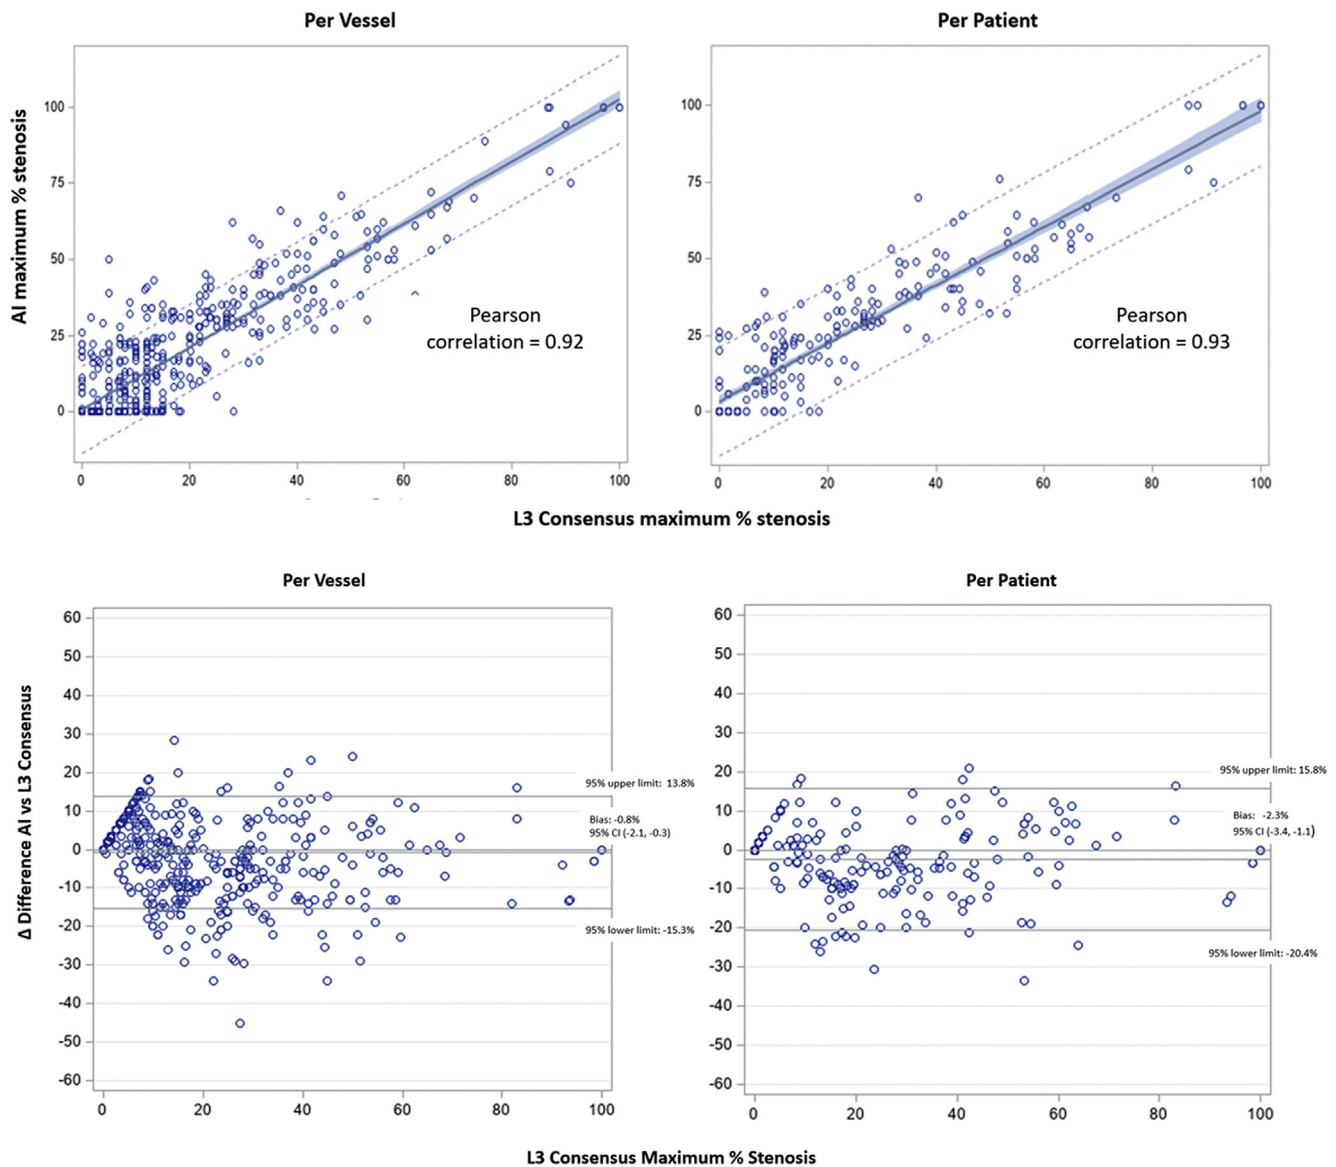 Per Vessel
Per Patient
AI maximum % stenosis
100
75
50
25
0
Pearson
correlation = 0.92
0 20 40 60 80 100
100
75
50
25
0
Pearson
correlation = 0.93
0 20 40 60 80 100
L3 Consensus maximum % stenosis
Per Vessel
Per Patient
Δ Difference AI vs L3 Consensus
60
50
40
30
20
10
0
-10
-20
-30
-40
-50
-60
95% upper limit: 13.8%
Bias: -0.8%
95% CI (-2.1, -0.3)
95% lower limit: -15.3%
0 20 40 60 80 100
60
50
40
30
20
10
0
-10
-20
-30
-40
-50
-60
95% upper limit: 15.8%
Bias: -2.3%
95% CI (-3.4, -1.1)
95% lower limit: -20.4%
0 20 40 60 80 100
L3 Consensus Maximum % Stenosis